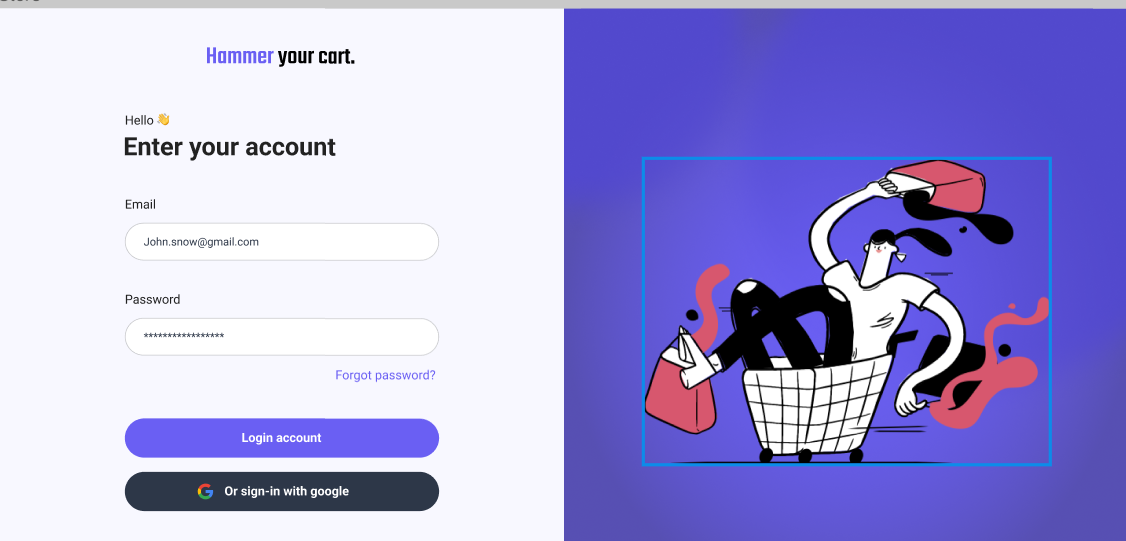 Hammer your cart.
Hello 👋
Enter your account
Email
John.snow@gmail.com
Password
*****************
Forgot password?
Login account
Or sign-in with google